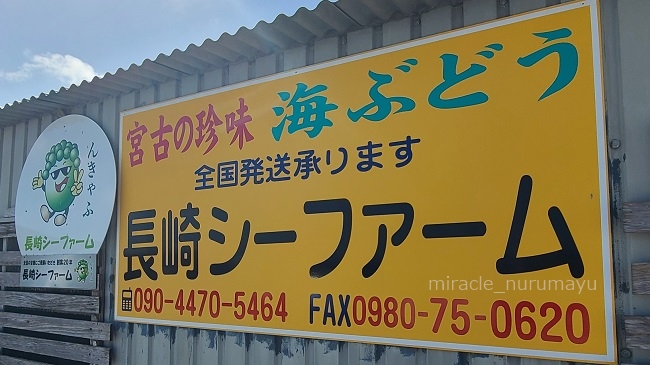 宮古の珍味 海ぶどう
全国発送承ります
長崎シーファーム
090-4470-5464 FAX0980-75-0620
んきゃふ
長崎シーファーム
長崎シーファーム
miracle_nurumayu